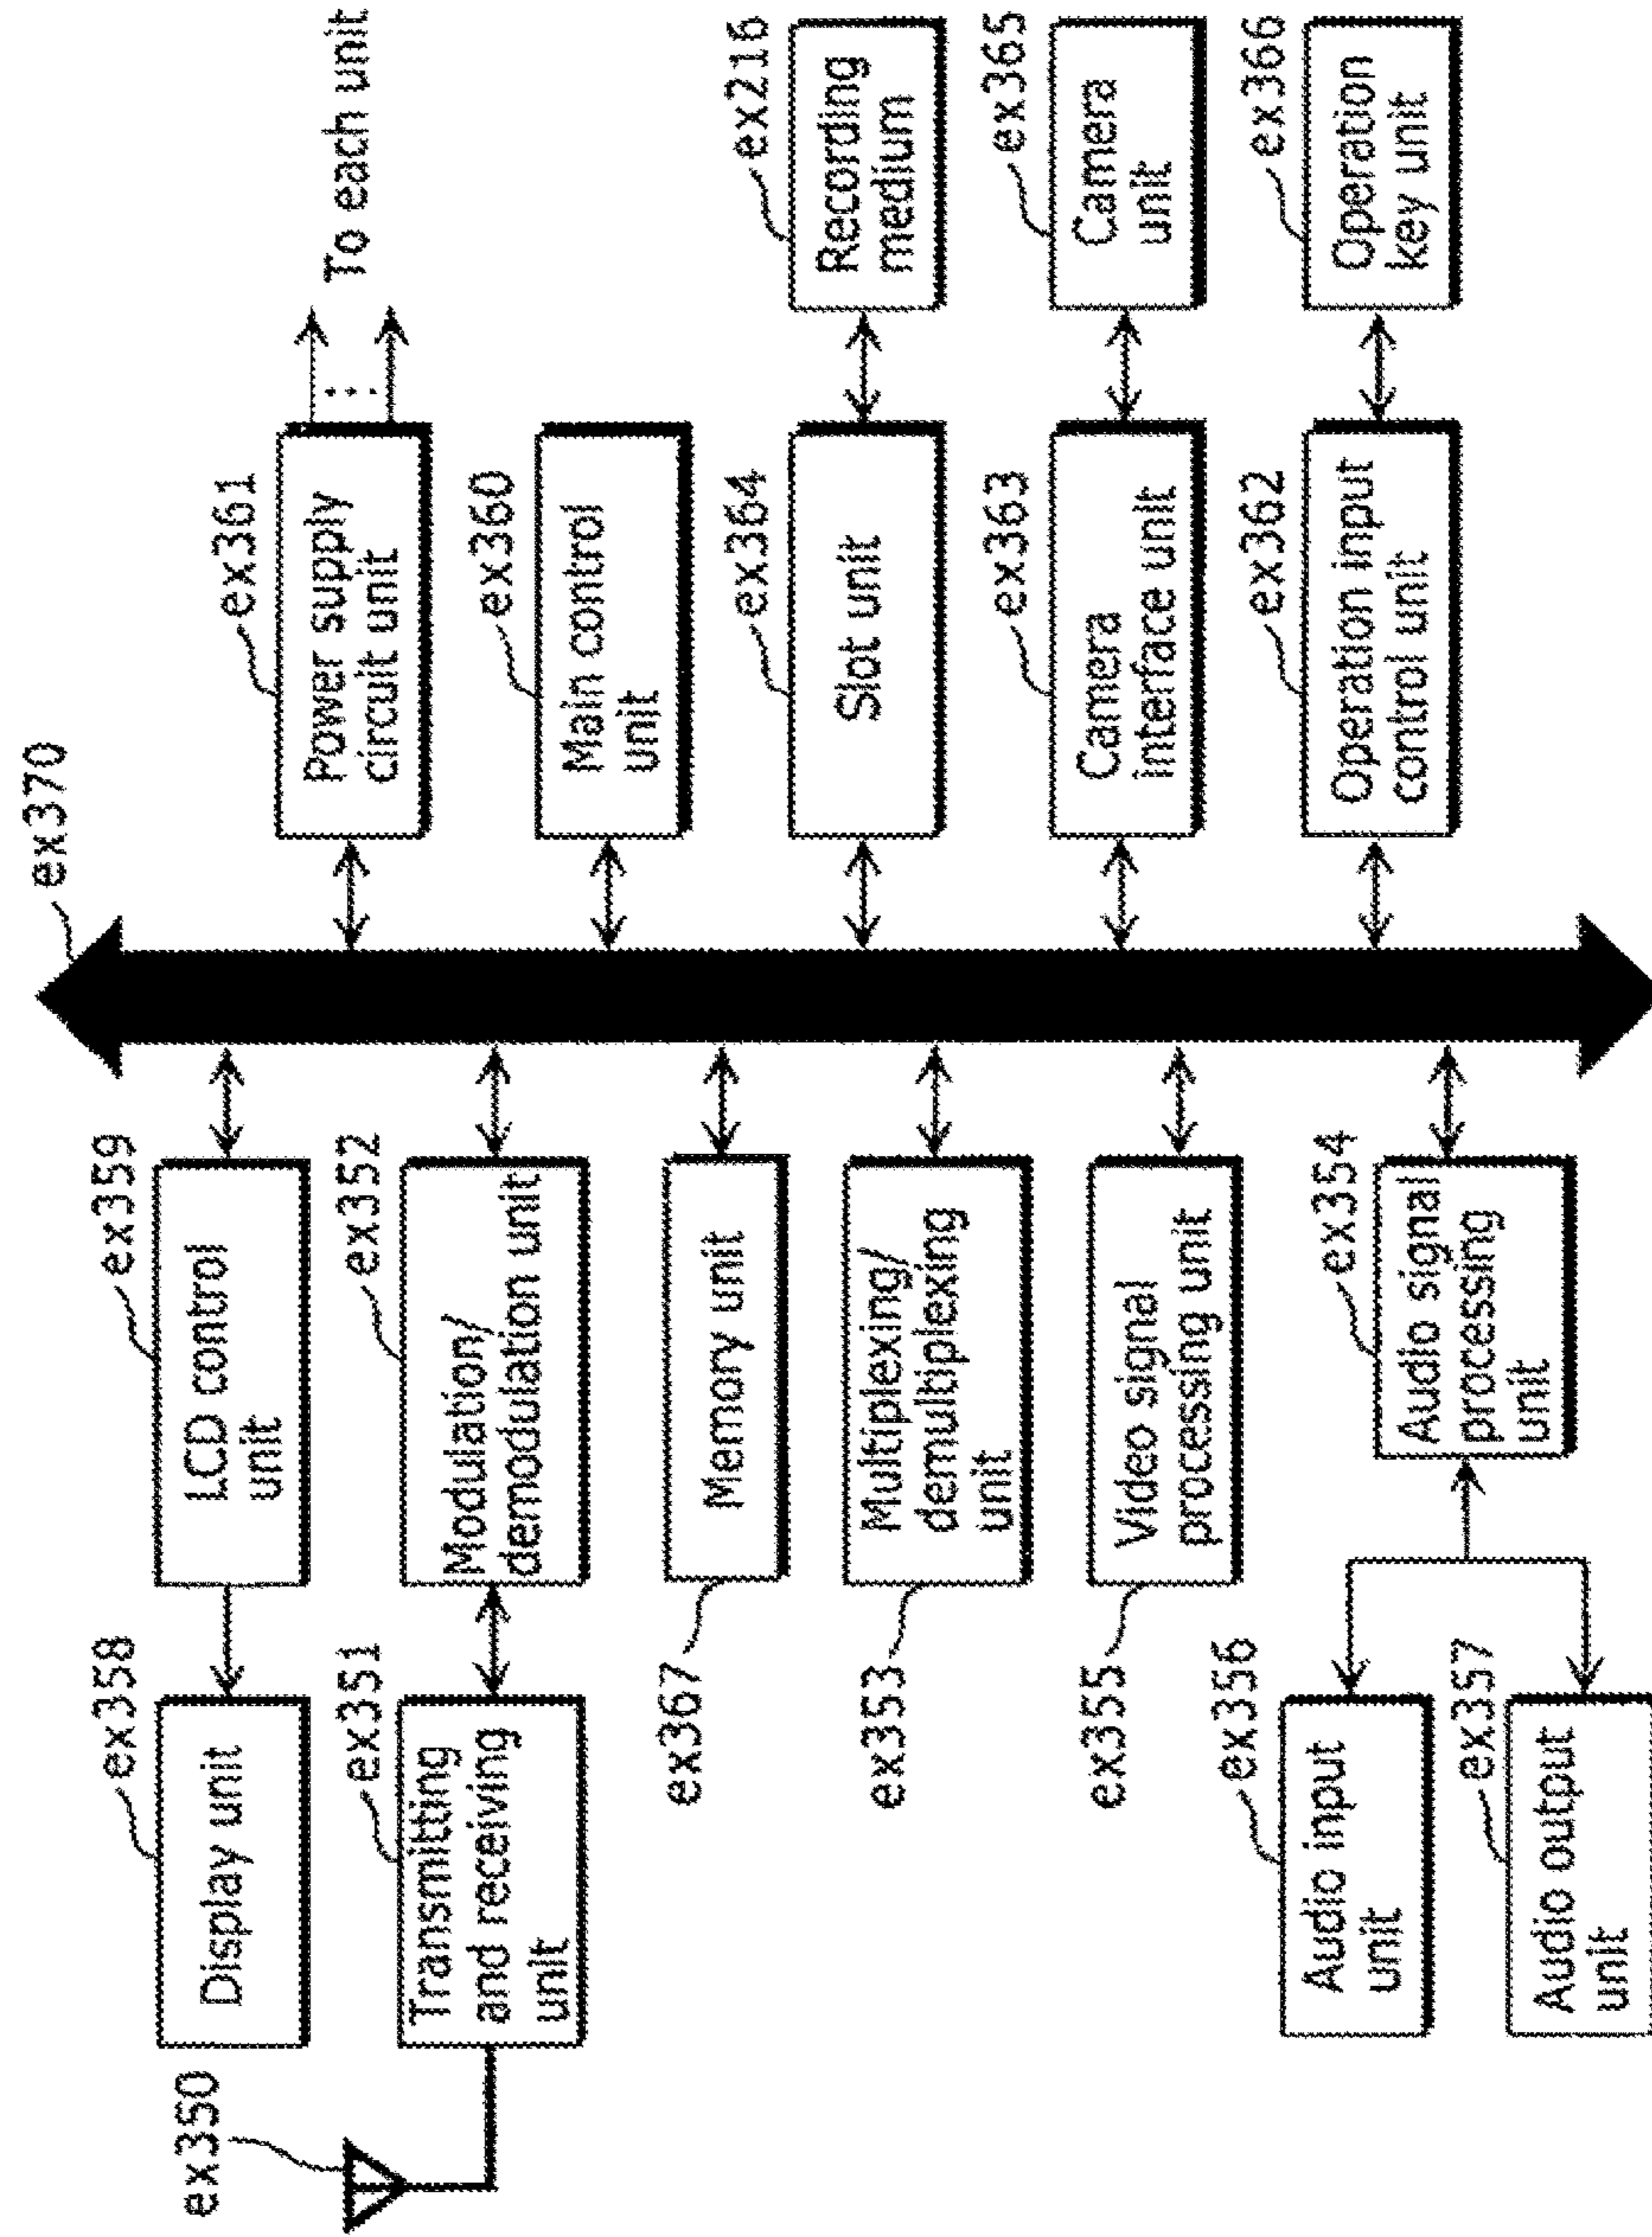 ex370
ex350
ex358
Display unit
ex359
LCD control
unit
ex361
Power supply
circuit unit
To each unit
ex351
Transmitting
and receiving
unit
ex352
Modulation/
demodulation unit
ex360
Main control
unit
ex367
Memory unit
ex364
Slot unit
ex216
Recording
medium
ex353
Multiplexing/
demultiplexing
unit
ex363
Camera
interface unit
ex365
Camera
unit
ex355
Video signal
processing unit
ex356
Audio input
unit
ex354
Audio signal
processing
unit
ex362
Operation input
control unit
ex366
Operation
key unit
ex357
Audio output
unit